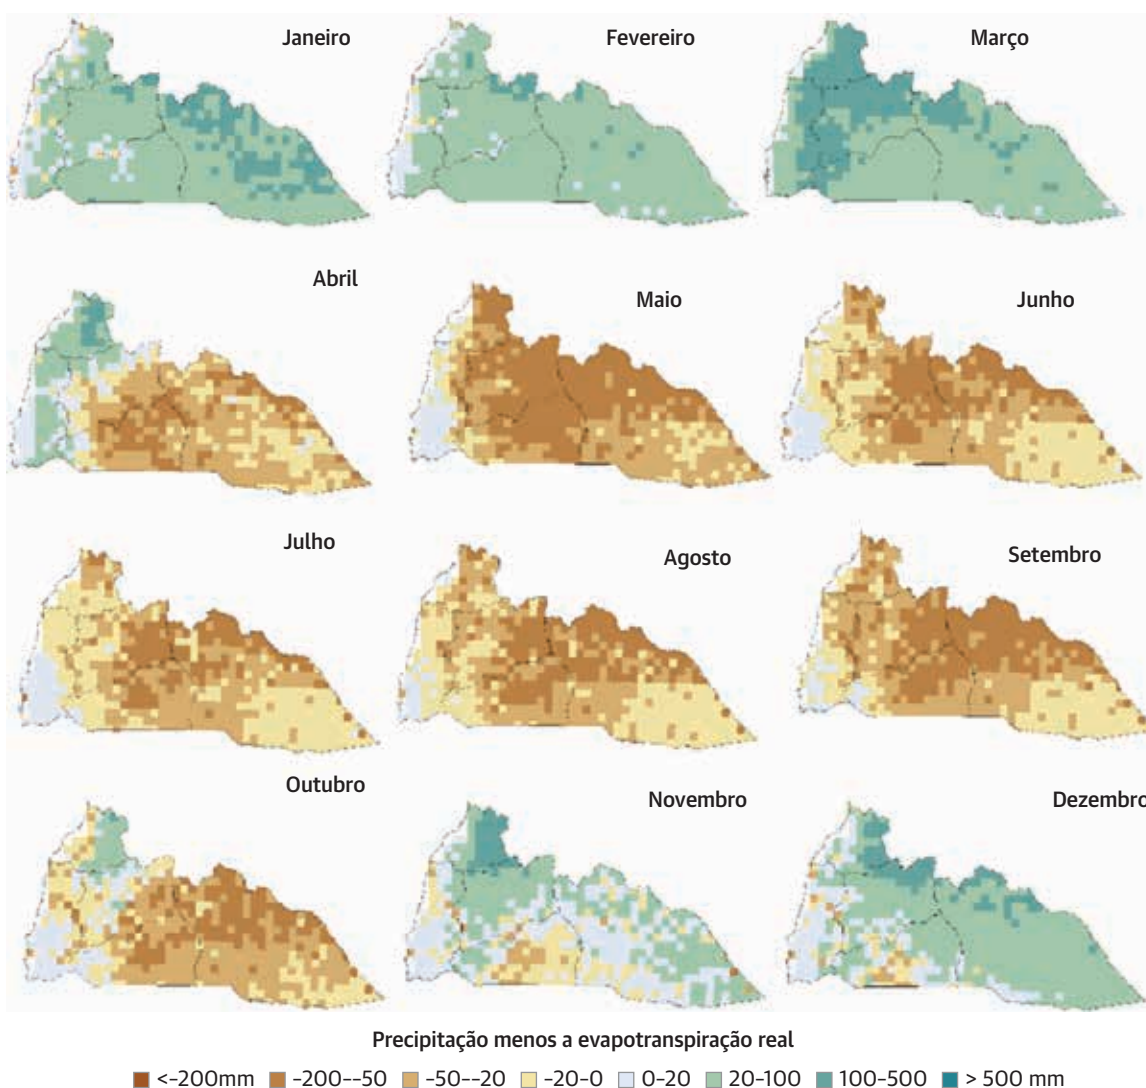 Janeiro
Fevereiro
Março
Abril
Maio
Junho
Julho
Agosto
Setembro
Outubro
Novembro
Dezembro
Precipitação menos a evapotranspiração real
<-200mm -200--50 -50--20 -20-0 0-20 20-100 100-500 > 500 mm